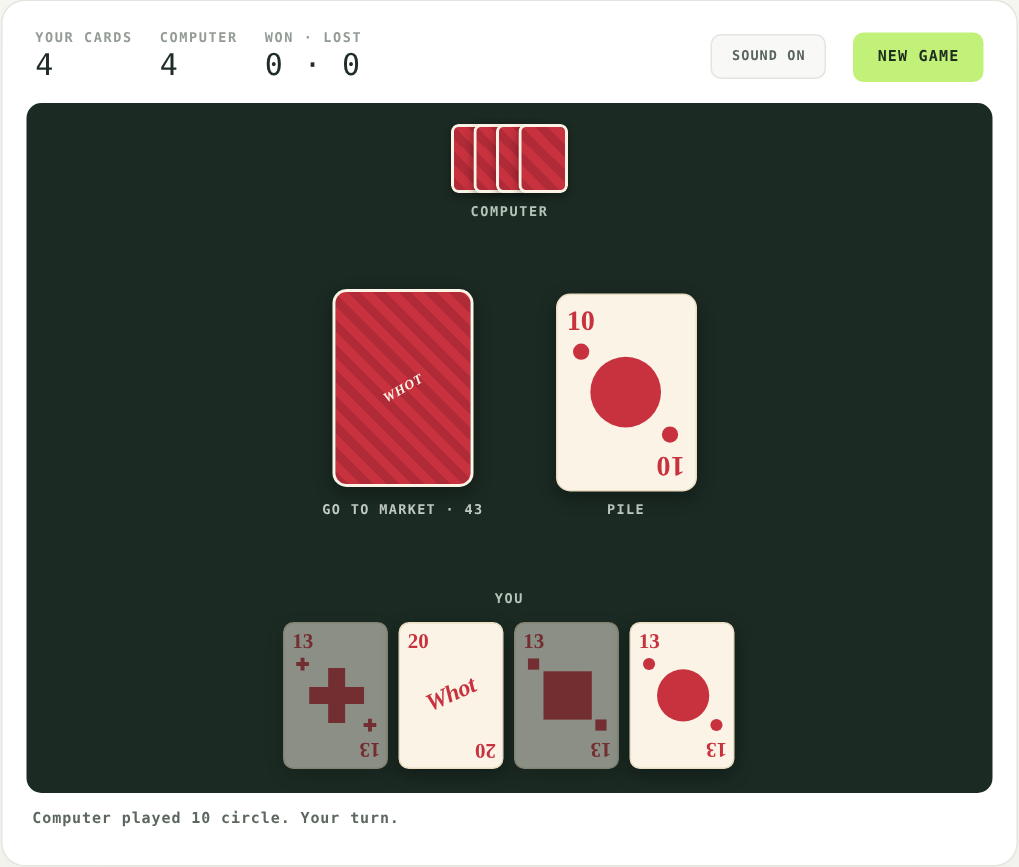 YOUR CARDS COMPUTER WON · LOST
4 4 0 · 0
SOUND ON
NEW GAME
COMPUTER
WHOT
10
10
GO TO MARKET · 43
PILE
YOU
13
13
20
Whot
20
13
13
13
13
Computer played 10 circle. Your turn.